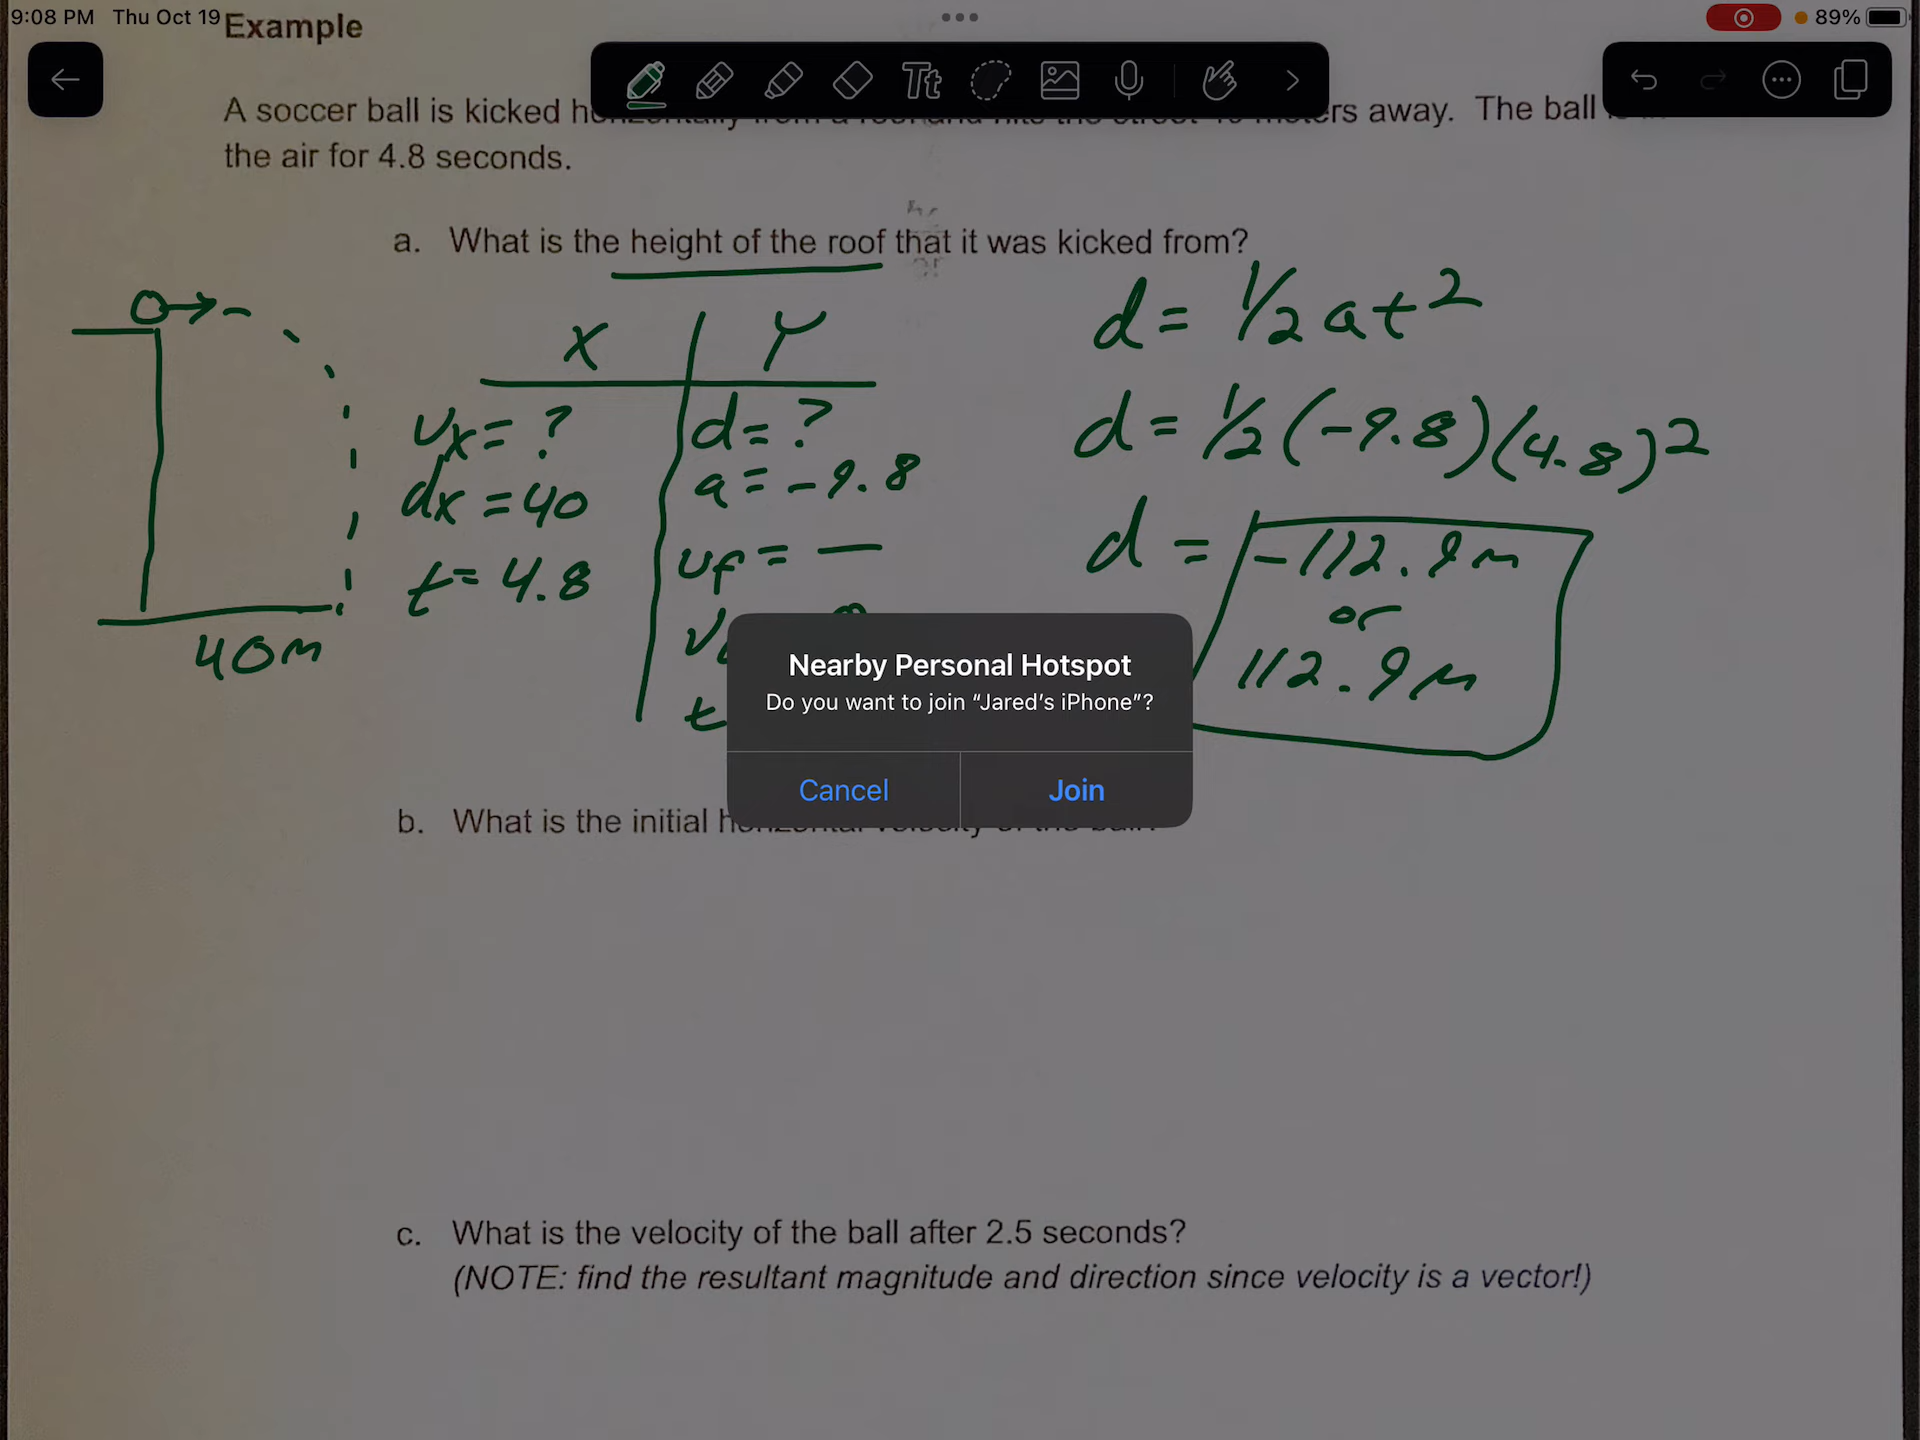 9:08 PM Thu Oct 19
89%
Example
Tt
A soccer ball is kicked away. The ball
the air for 4.8 seconds.
a. What is the height of the roof that it was kicked from?
x y
d = 1/2 at²
vx = ? d = ?
d = 1/2 (-9.8)(4.8)²
dx = 40 a = -9.8
t = 4.8 vf = —
d = -112.9m
or
112.9m
40m
t
Nearby Personal Hotspot
Do you want to join “Jared’s iPhone”?
Cancel Join
b. What is the initial
c. What is the velocity of the ball after 2.5 seconds?
(NOTE: find the resultant magnitude and direction since velocity is a vector!)